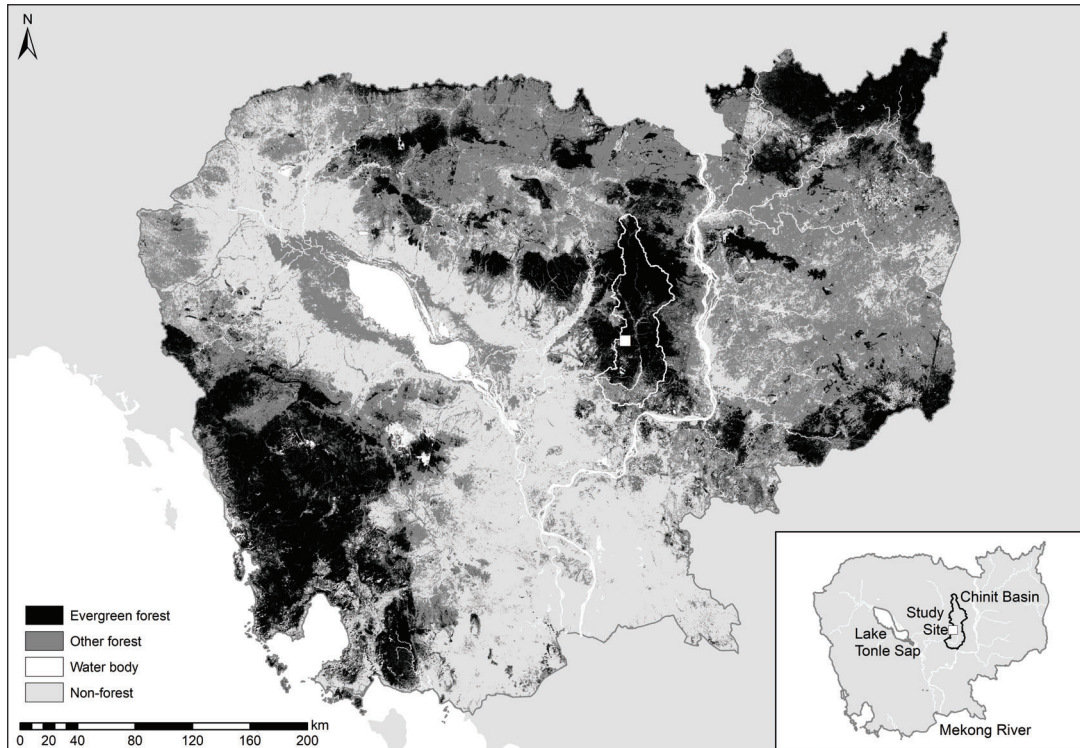 N
Evergreen forest
Other forest
Water body
Non-forest
km
0 20 40 80 120 160 200
Chinit Basin
Study
Site
Lake
Tonle Sap
Mekong River